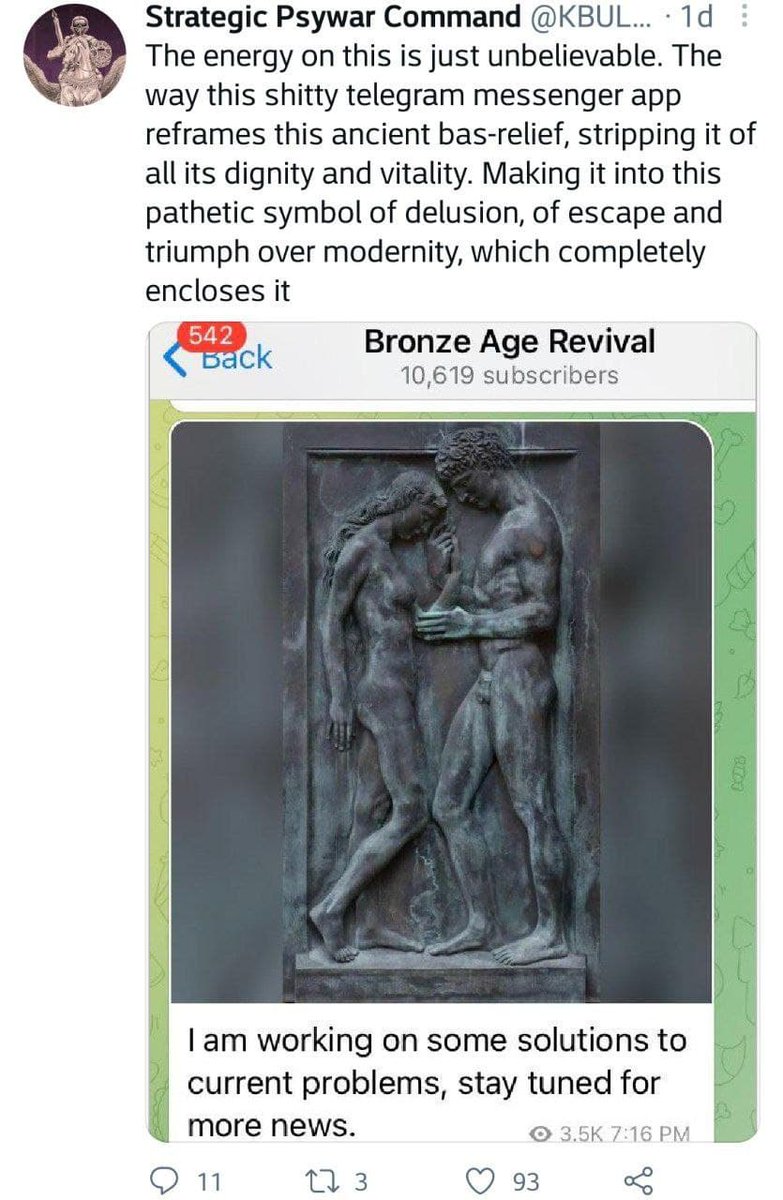 Strategic Psywar Command @KBUL... · 1d
The energy on this is just unbelievable. The
way this shitty telegram messenger app
reframes this ancient bas-relief, stripping it of
all its dignity and vitality. Making it into this
pathetic symbol of delusion, of escape and
triumph over modernity, which completely
encloses it
542
Back
Bronze Age Revival
10,619 subscribers
I am working on some solutions to
current problems, stay tuned for
more news.
3.5K 7:16 PM
11 3 93